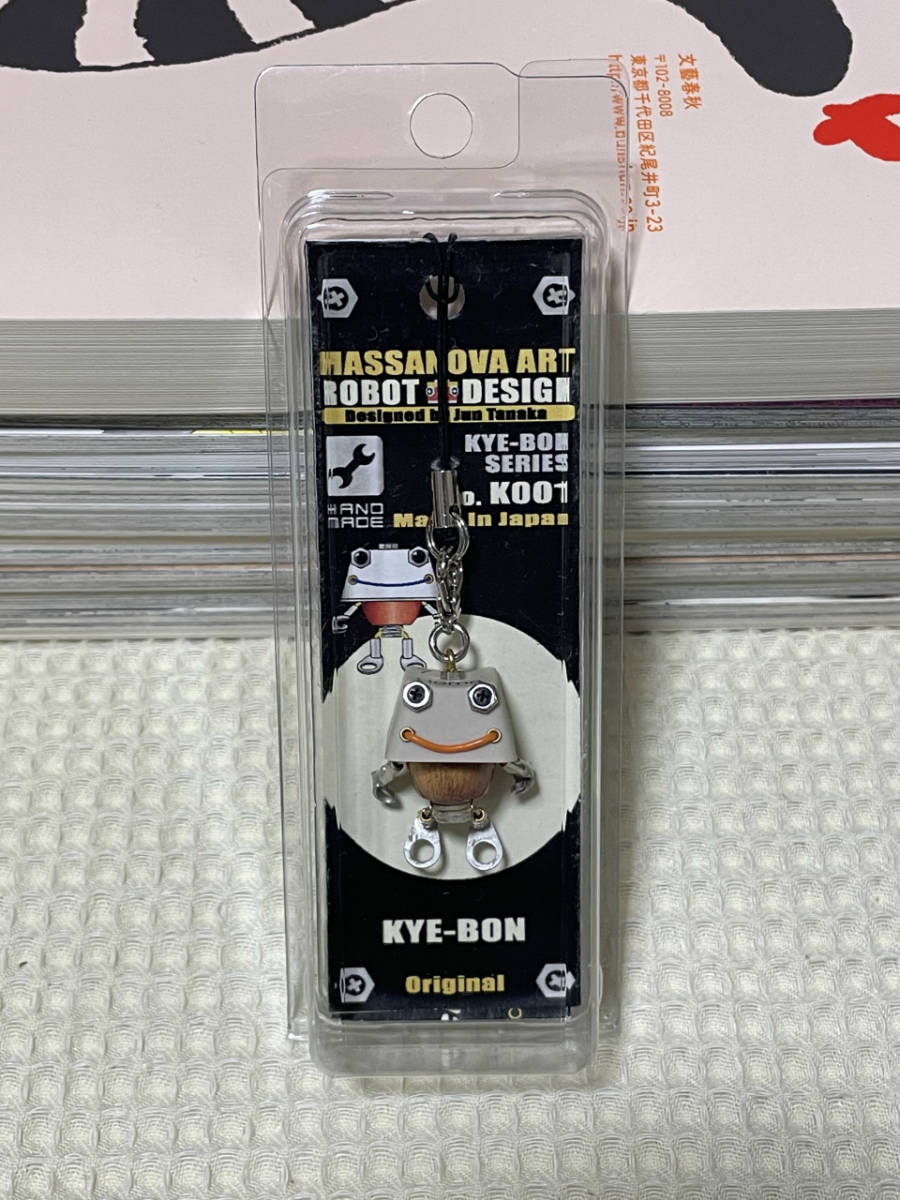 文藝春秋
〒102-8008
東京都千代田区紀尾井町3-23
MASSANOVA ART
ROBOT DESIGN
Designed by Jun Tanaka
KYE-BON
SERIES
No. K001
HAND
MADE
Made in Japan
KYE-BON
Original